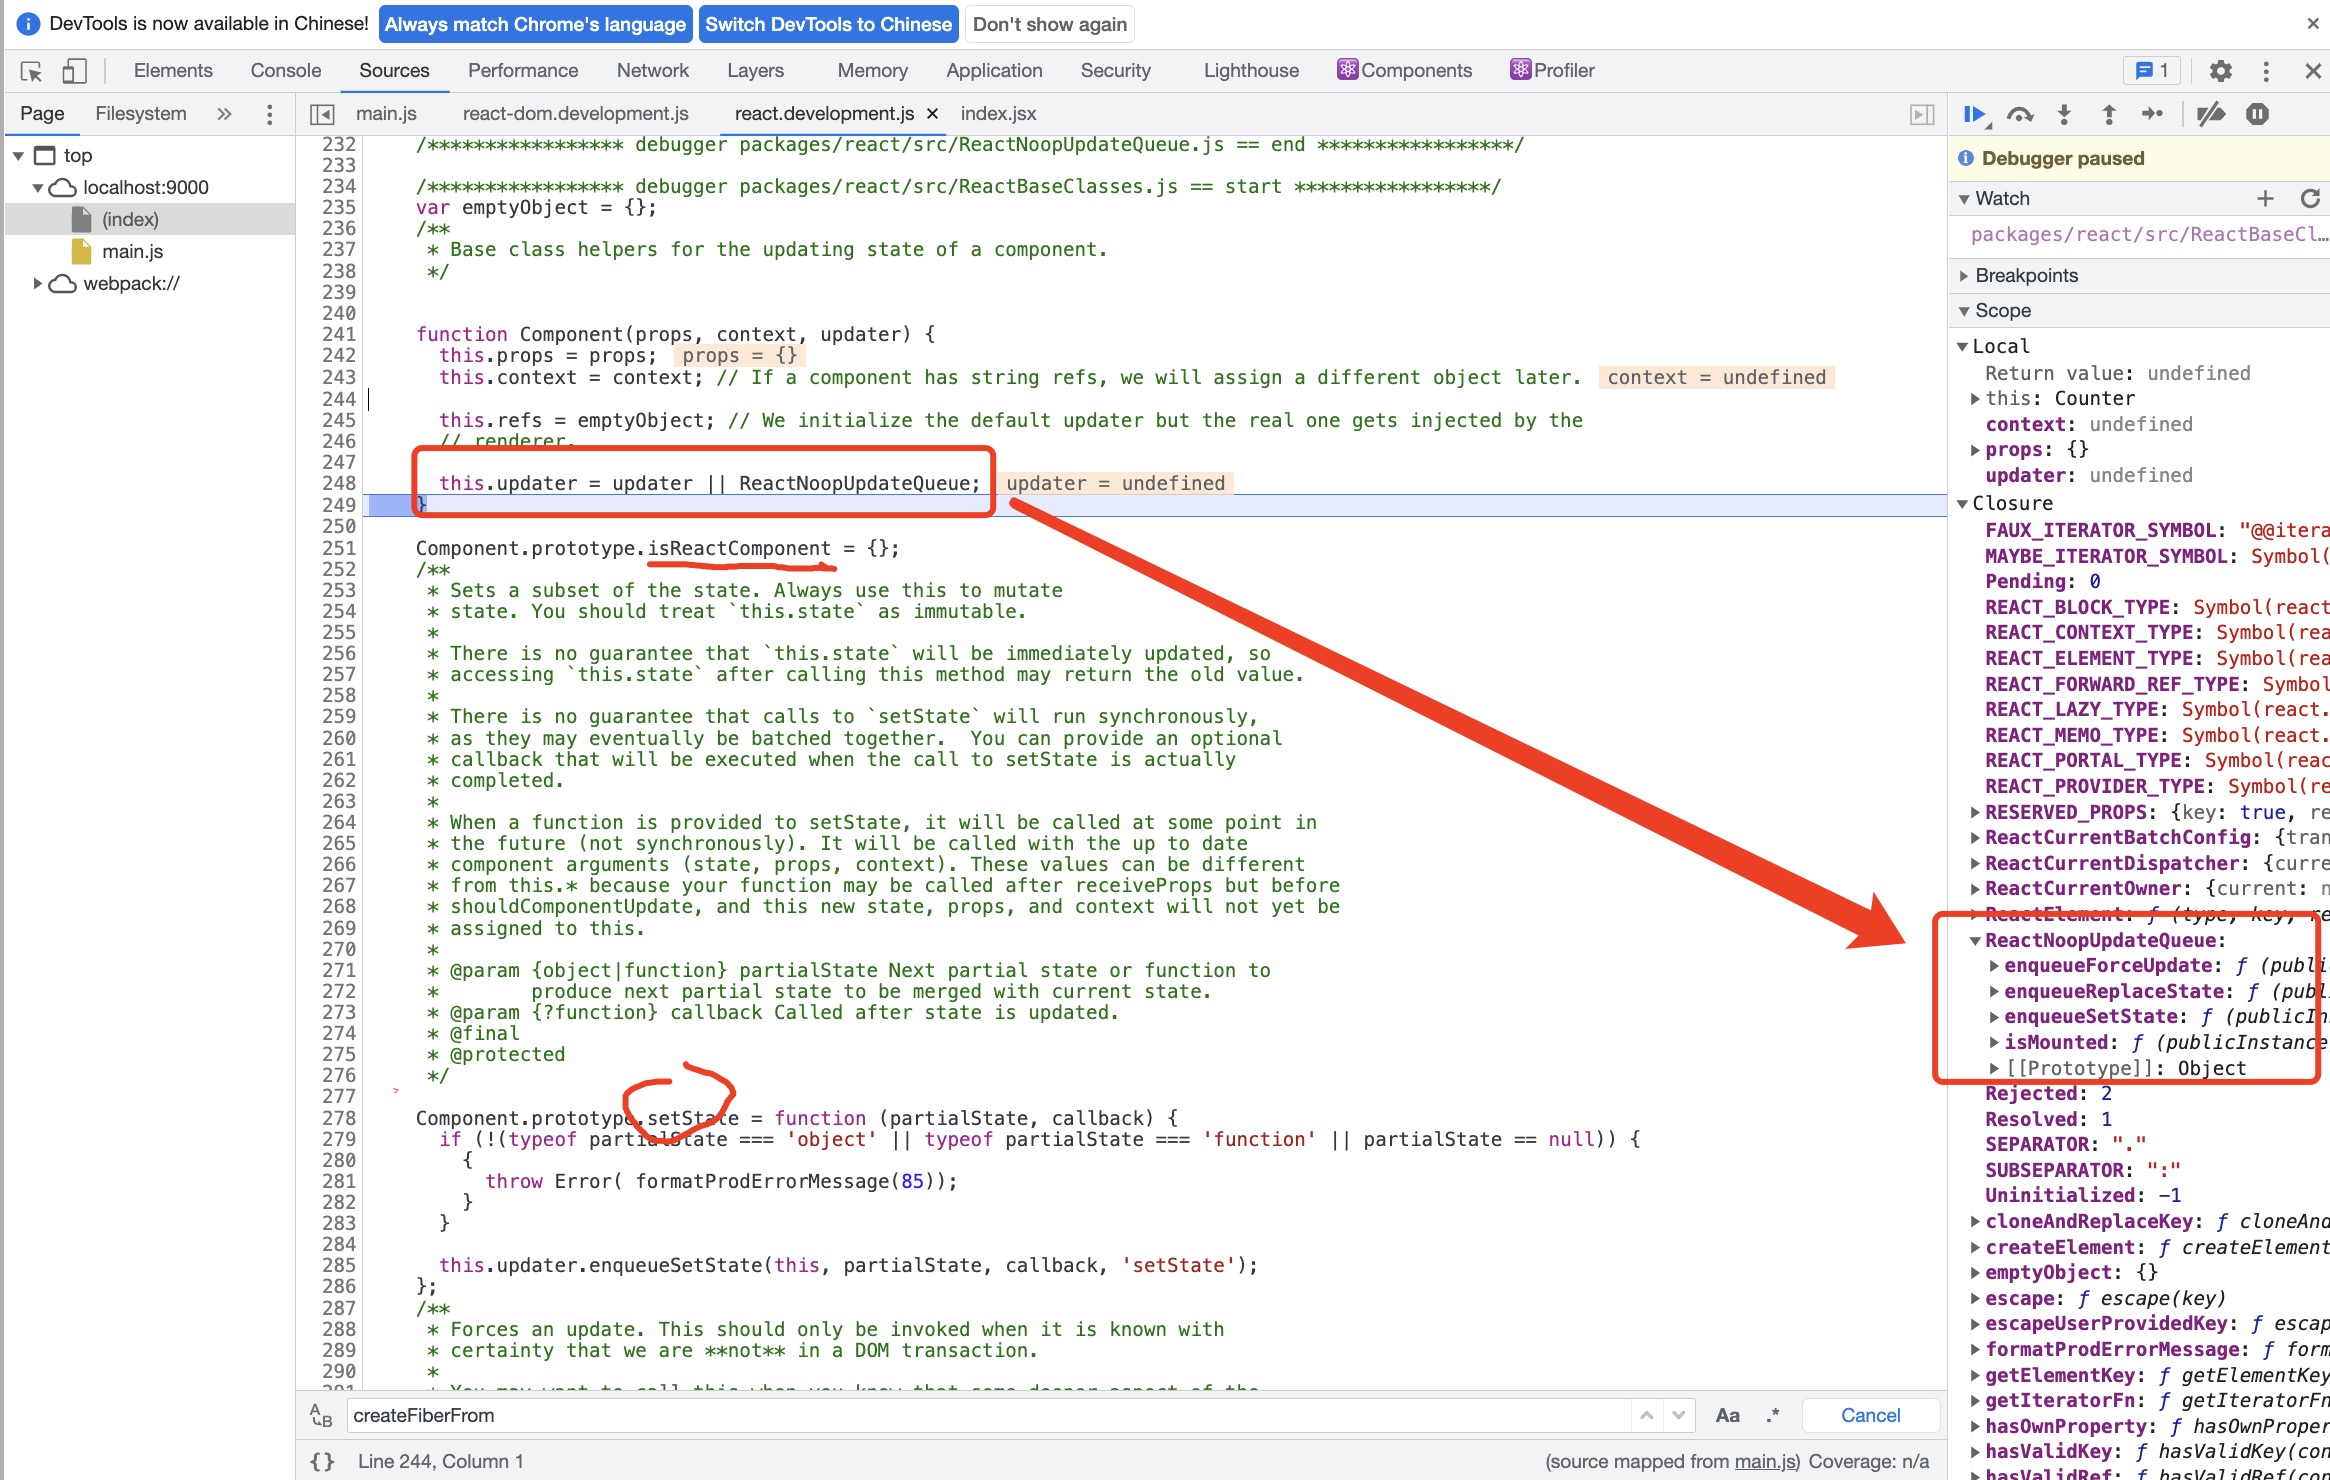 DevTools is now available in Chinese! Always match Chrome's language Switch DevTools to Chinese Don't show again
Elements Console Sources Performance Network Layers Memory Application Security Lighthouse Components Profiler 1
Page Filesystem
main.js react-dom.development.js react.development.js index.jsx
top
localhost:9000
(index)
main.js
webpack://
232 /***************** debugger packages/react/src/ReactNoopUpdateQueue.js == end *****************/
233
234 /***************** debugger packages/react/src/ReactBaseClasses.js == start *****************/
235 var emptyObject = {};
236 /**
237 * Base class helpers for the updating state of a component.
238 */
239
240
241 function Component(props, context, updater) {
242 this.props = props; props = {}
243 this.context = context; // If a component has string refs, we will assign a different object later. context = undefined
244
245 this.refs = emptyObject; // We initialize the default updater but the real one gets injected by the
246 // renderer.
247
248 this.updater = updater || ReactNoopUpdateQueue; updater = undefined
249 }
250
251 Component.prototype.isReactComponent = {};
252 /**
253 * Sets a subset of the state. Always use this to mutate
254 * state. You should treat `this.state` as immutable.
255 *
256 * There is no guarantee that `this.state` will be immediately updated, so
257 * accessing `this.state` after calling this method may return the old value.
258 *
259 * There is no guarantee that calls to `setState` will run synchronously,
260 * as they may eventually be batched together.  You can provide an optional
261 * callback that will be executed when the call to setState is actually
262 * completed.
263 *
264 * When a function is provided to setState, it will be called at some point in
265 * the future (not synchronously). It will be called with the up to date
266 * component arguments (state, props, context). These values can be different
267 * from this.* because your function may be called after receiveProps but before
268 * shouldComponentUpdate, and this new state, props, and context will not yet be
269 * assigned to this.
270 *
271 * @param {object|function} partialState Next partial state or function to
272 *        produce next partial state to be merged with current state.
273 * @param {?function} callback Called after state is updated.
274 * @final
275 * @protected
276 */
277
278 Component.prototype.setState = function (partialState, callback) {
279 if (!(typeof partialState === 'object' || typeof partialState === 'function' || partialState == null)) {
280 {
281 throw Error( formatProdErrorMessage(85));
282 }
283 }
284
285 this.updater.enqueueSetState(this, partialState, callback, 'setState');
286 };
287 /**
288 * Forces an update. This should only be invoked when it is known with
289 * certainty that we are **not** in a DOM transaction.
290 *
291 * You may want to call this when you know that some deeper aspect of the
createFiberFrom Aa .* Cancel
{} Line 244, Column 1 (source mapped from main.js) Coverage: n/a
Debugger paused
Watch
packages/react/src/ReactBaseCl…
Breakpoints
Scope
Local
Return value: undefined
this: Counter
context: undefined
props: {}
updater: undefined
Closure
FAUX_ITERATOR_SYMBOL: "@@itera
MAYBE_ITERATOR_SYMBOL: Symbol(
Pending: 0
REACT_BLOCK_TYPE: Symbol(react
REACT_CONTEXT_TYPE: Symbol(rea
REACT_ELEMENT_TYPE: Symbol(rea
REACT_FORWARD_REF_TYPE: Symbol
REACT_LAZY_TYPE: Symbol(react.
REACT_MEMO_TYPE: Symbol(react.
REACT_PORTAL_TYPE: Symbol(reac
REACT_PROVIDER_TYPE: Symbol(re
RESERVED_PROPS: {key: true, re
ReactCurrentBatchConfig: {tran
ReactCurrentDispatcher: {curre
ReactCurrentOwner: {current: n
ReactElement: ƒ (type, key, re
ReactNoopUpdateQueue:
enqueueForceUpdate: ƒ (publi
enqueueReplaceState: ƒ (publ
enqueueSetState: ƒ (publicIn
isMounted: ƒ (publicInstance
[[Prototype]]: Object
Rejected: 2
Resolved: 1
SEPARATOR: "."
SUBSEPARATOR: ":"
Uninitialized: -1
cloneAndReplaceKey: ƒ cloneAnd
createElement: ƒ createElement
emptyObject: {}
escape: ƒ escape(key)
escapeUserProvidedKey: ƒ escap
formatProdErrorMessage: ƒ form
getElementKey: ƒ getElementKey
getIteratorFn: ƒ getIteratorFn
hasOwnProperty: ƒ hasOwnProper
hasValidKey: ƒ hasValidKey(con
hasValidRef: ƒ hasValidRef(con